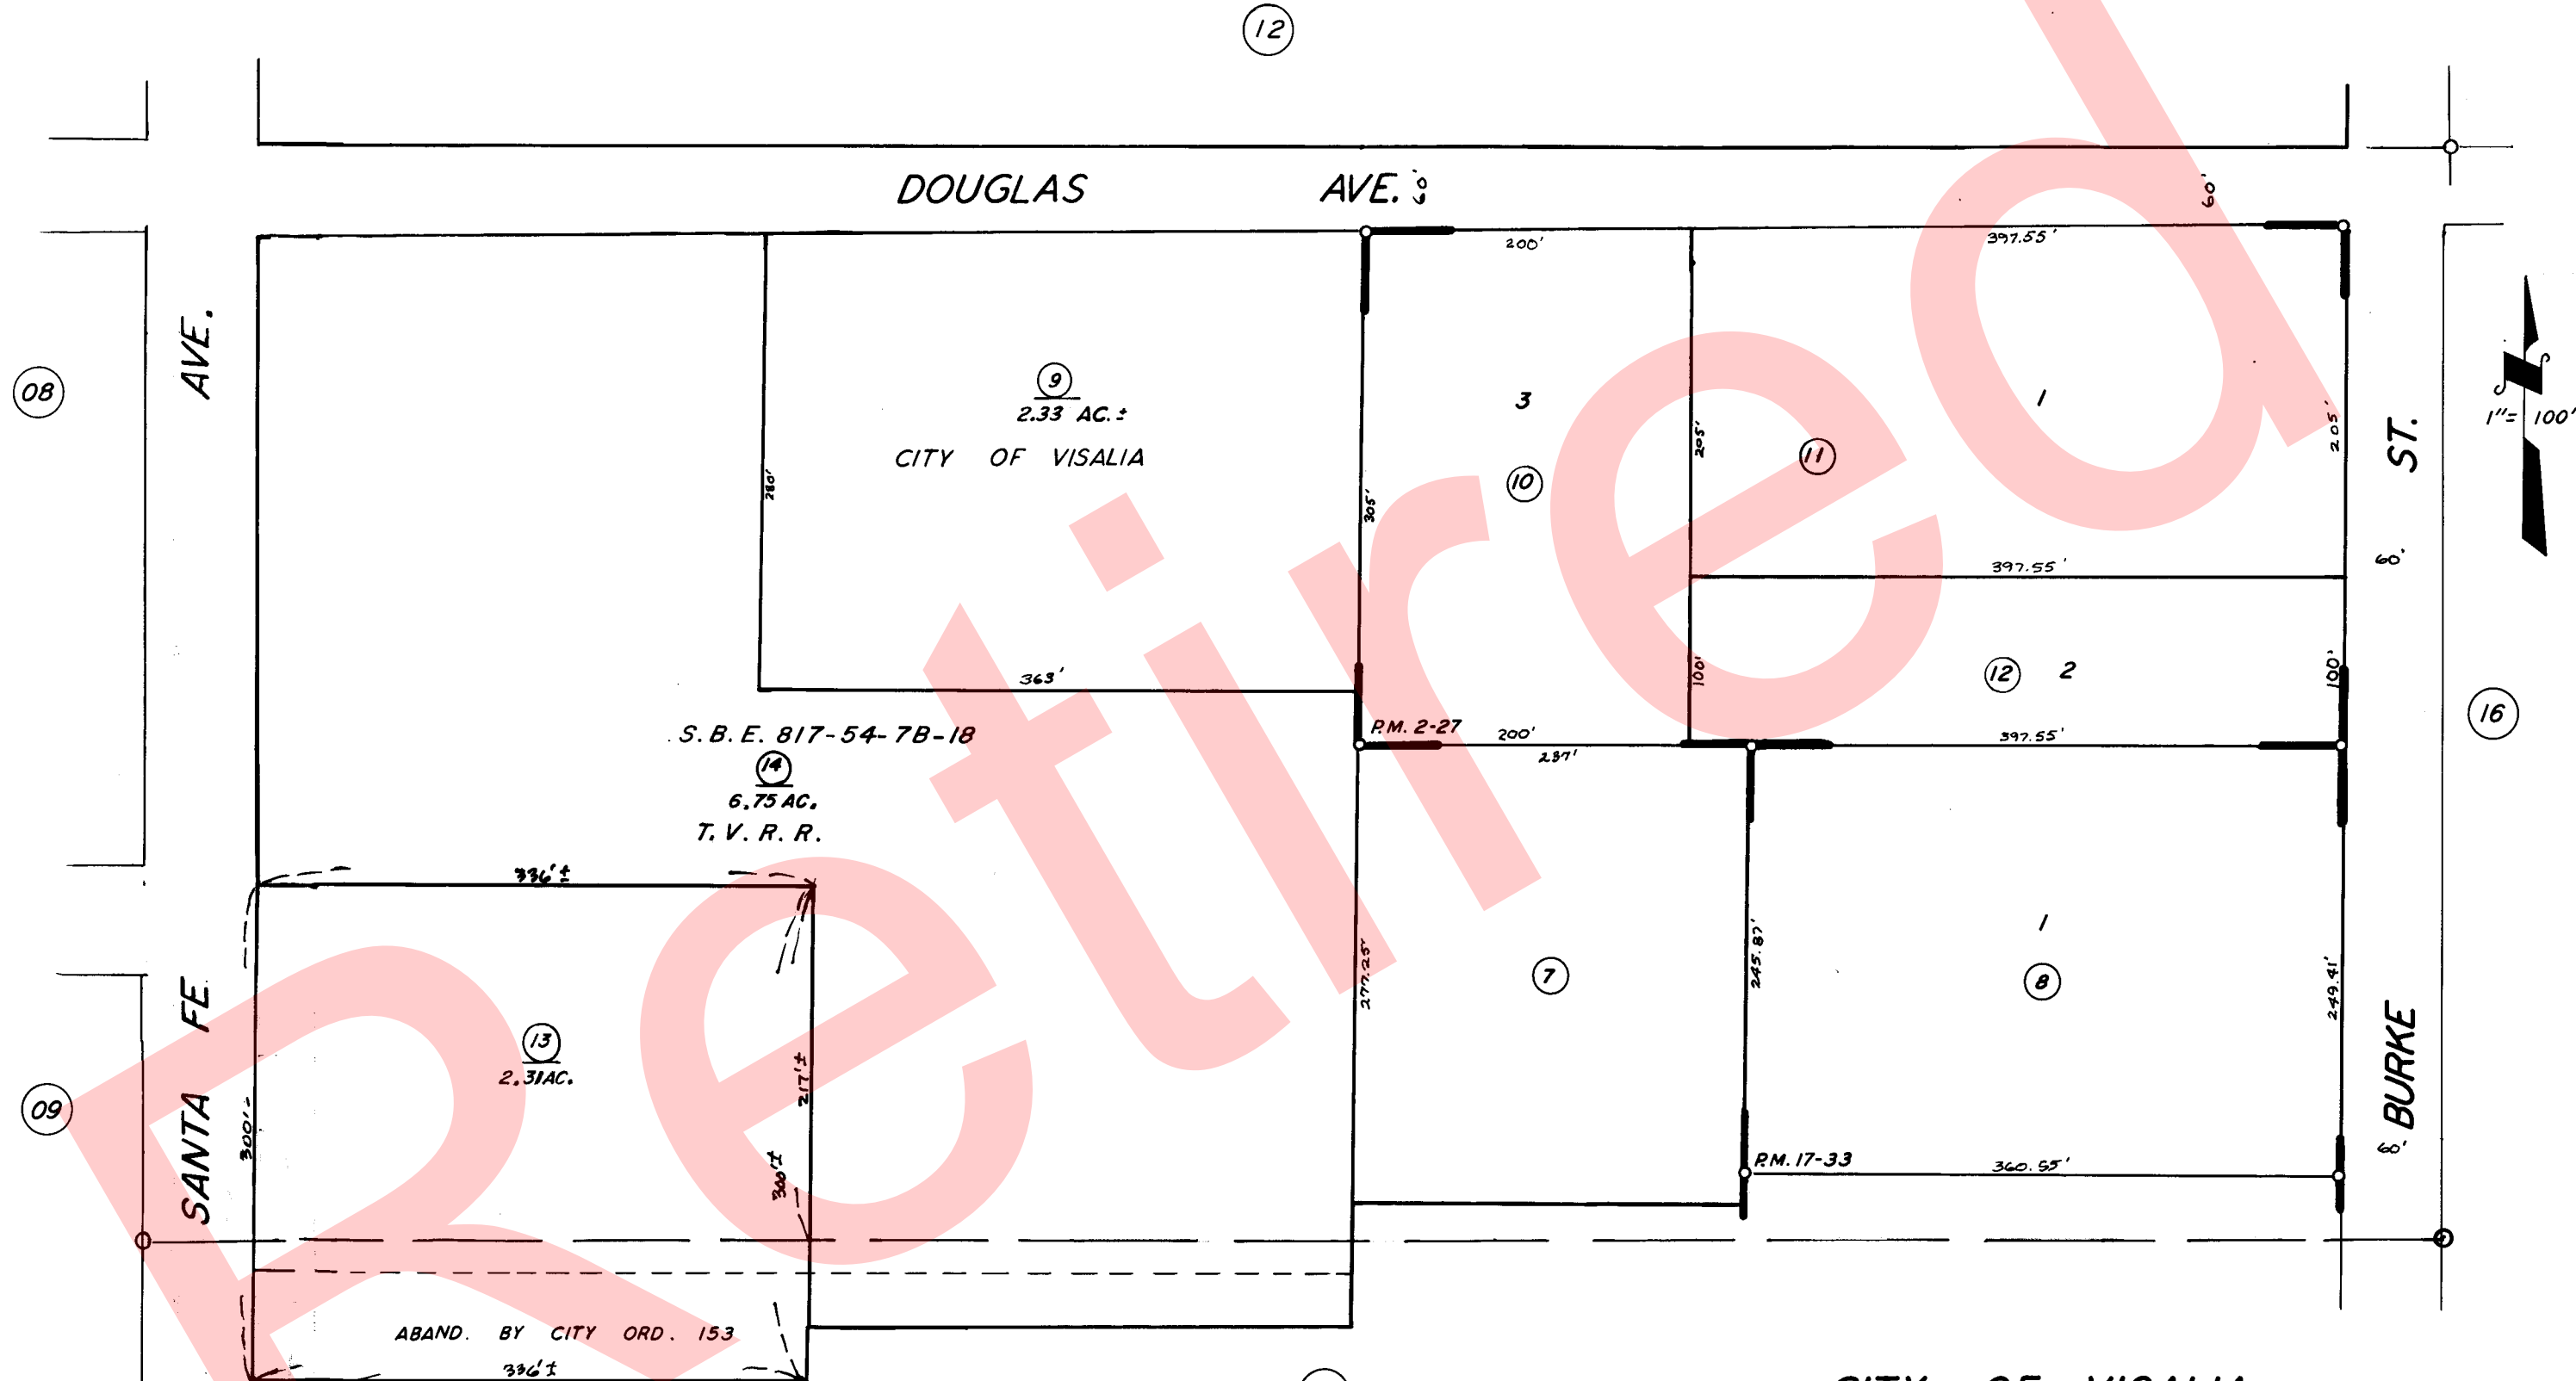 12
DOUGLAS AVE. 60'
60'
200'
397.55'
AVE.
08
9
2.33 AC. ±
CITY OF VISALIA
280'
305'
3
10
205'
1
11
205'
ST.
1"= 100'
60'
397.55'
363'
100'
12 2
100'
16
P.M. 2-27
200'
397.55'
237'
S.B.E. 817-54-7B-18
14
6.75 AC.
T. V. R. R.
336'±
277.25'
7
245.87'
1
8
249.41'
SANTA FE
09
13
2.31AC.
300'-
217'±
300'±
BURKE
60'
P.M. 17-33
360.55'
ABAND. BY CITY ORD. 153
336'±
CITY OF VISALIA
Retired